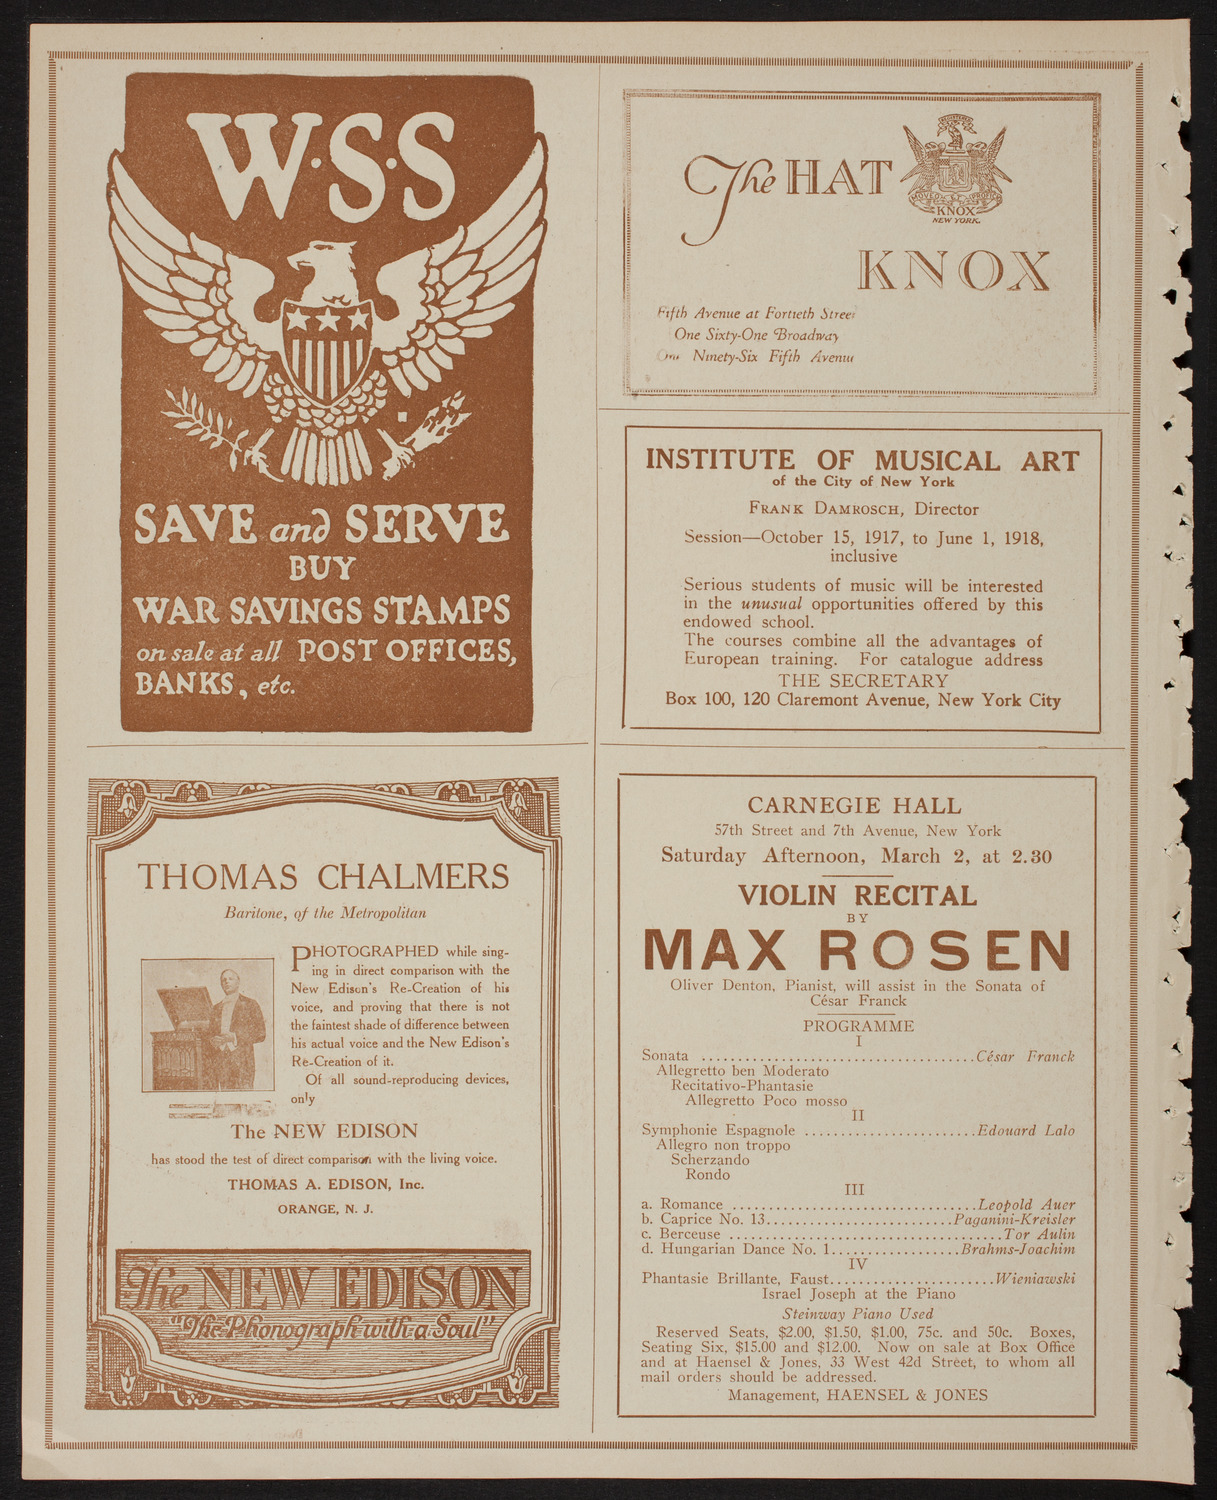 W·S·S
SAVE and SERVE
BUY
WAR SAVINGS STAMPS
on sale at all POST OFFICES,
BANKS, etc.
The HAT
KNOX
NEW YORK.
KNOX
Fifth Avenue at Fortieth Street
One Sixty-One Broadway
One Ninety-Six Fifth Avenue
INSTITUTE OF MUSICAL ART
of the City of New York
FRANK DAMROSCH, Director
Session—October 15, 1917, to June 1, 1918,
inclusive
Serious students of music will be interested
in the unusual opportunities offered by this
endowed school.
The courses combine all the advantages of
European training. For catalogue address
THE SECRETARY
Box 100, 120 Claremont Avenue, New York City
THOMAS CHALMERS
Baritone, of the Metropolitan
PHOTOGRAPHED while sing-
ing in direct comparison with the
New Edison's Re-Creation of his
voice, and proving that there is not
the faintest shade of difference between
his actual voice and the New Edison's
Re-Creation of it.
Of all sound-reproducing devices,
only
The NEW EDISON
has stood the test of direct comparison with the living voice.
THOMAS A. EDISON, Inc.
ORANGE, N. J.
The NEW EDISON
"The Phonograph with a Soul"
CARNEGIE HALL
57th Street and 7th Avenue, New York
Saturday Afternoon, March 2, at 2.30
VIOLIN RECITAL
BY
MAX ROSEN
Oliver Denton, Pianist, will assist in the Sonata of
César Franck
PROGRAMME
I
Sonata .....................................César Franck
Allegretto ben Moderato
Recitativo-Phantasie
Allegretto Poco mosso
II
Symphonie Espagnole .......................Edouard Lalo
Allegro non troppo
Scherzando
Rondo
III
a. Romance .................................Leopold Auer
b. Caprice No. 13.........................Paganini-Kreisler
c. Berceuse .....................................Tor Aulin
d. Hungarian Dance No. 1.................Brahms-Joachim
IV
Phantasie Brillante, Faust......................Wieniawski
Israel Joseph at the Piano
Steinway Piano Used
Reserved Seats, $2.00, $1.50, $1.00, 75c. and 50c. Boxes,
Seating Six, $15.00 and $12.00. Now on sale at Box Office
and at Haensel & Jones, 33 West 42d Street, to whom all
mail orders should be addressed.
Management, HAENSEL & JONES